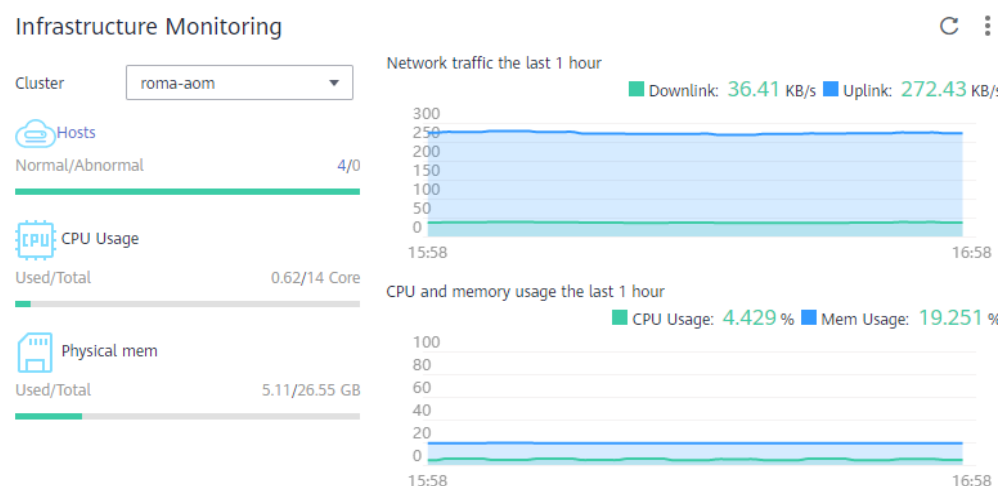 Infrastructure Monitoring
Cluster
roma-aom
Hosts
Normal/Abnormal 4/0
CPU
CPU Usage
Used/Total 0.62/14 Core
Physical mem
Used/Total 5.11/26.55 GB
Network traffic the last 1 hour
Downlink: 36.41 KB/s Uplink: 272.43 KB/s
300
250
200
150
100
50
0
15:58 16:58
CPU and memory usage the last 1 hour
CPU Usage: 4.429 % Mem Usage: 19.251 %
100
80
60
40
20
0
15:58 16:58